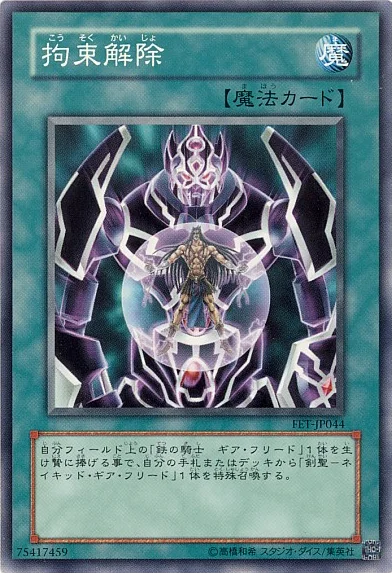 こう そく かい じょ
拘束解除
魔
ま ほう
【魔法カード】
FET-JP044
自分フィールド上の「鉄の騎士 ギア・フリード」1体を生
け贄に捧げる事で、自分の手札またはデッキから「剣聖－ネ
イキッド・ギア・フリード」1体を特殊召喚する。
75417459
©高橋和希 スタジオ・ダイス/集英社